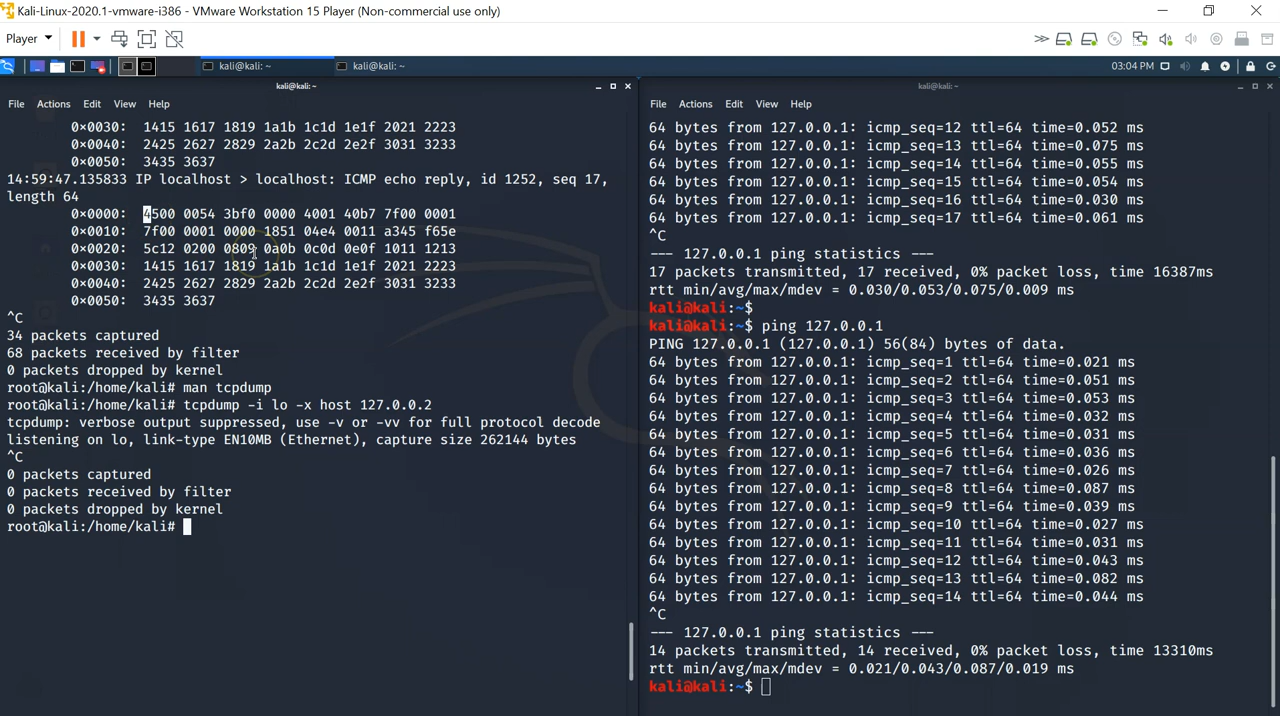 Kali-Linux-2020.1-vmware-i386 - VMware Workstation 15 Player (Non-commercial use only)
Player
kali@kali: ~
kali@kali: ~
03:04 PM
kali@kali: ~
File Actions Edit View Help
0×0030: 1415 1617 1819 1a1b 1c1d 1e1f 2021 2223
0×0040: 2425 2627 2829 2a2b 2c2d 2e2f 3031 3233
0×0050: 3435 3637
14:59:47.135833 IP localhost > localhost: ICMP echo reply, id 1252, seq 17,
length 64
0×0000: 4500 0054 3bf0 0000 4001 40b7 7f00 0001
0×0010: 7f00 0001 0000 1851 04e4 0011 a345 f65e
0×0020: 5c12 0200 0809 0a0b 0c0d 0e0f 1011 1213
0×0030: 1415 1617 1819 1a1b 1c1d 1e1f 2021 2223
0×0040: 2425 2627 2829 2a2b 2c2d 2e2f 3031 3233
0×0050: 3435 3637
^C
34 packets captured
68 packets received by filter
0 packets dropped by kernel
root@kali:/home/kali# man tcpdump
root@kali:/home/kali# tcpdump -i lo -x host 127.0.0.2
tcpdump: verbose output suppressed, use -v or -vv for full protocol decode
listening on lo, link-type EN10MB (Ethernet), capture size 262144 bytes
^C
0 packets captured
0 packets received by filter
0 packets dropped by kernel
root@kali:/home/kali#
kali@kali: ~
File Actions Edit View Help
64 bytes from 127.0.0.1: icmp_seq=12 ttl=64 time=0.052 ms
64 bytes from 127.0.0.1: icmp_seq=13 ttl=64 time=0.075 ms
64 bytes from 127.0.0.1: icmp_seq=14 ttl=64 time=0.055 ms
64 bytes from 127.0.0.1: icmp_seq=15 ttl=64 time=0.054 ms
64 bytes from 127.0.0.1: icmp_seq=16 ttl=64 time=0.030 ms
64 bytes from 127.0.0.1: icmp_seq=17 ttl=64 time=0.061 ms
^C
--- 127.0.0.1 ping statistics ---
17 packets transmitted, 17 received, 0% packet loss, time 16387ms
rtt min/avg/max/mdev = 0.030/0.053/0.075/0.009 ms
kali@kali:~$
kali@kali:~$ ping 127.0.0.1
PING 127.0.0.1 (127.0.0.1) 56(84) bytes of data.
64 bytes from 127.0.0.1: icmp_seq=1 ttl=64 time=0.021 ms
64 bytes from 127.0.0.1: icmp_seq=2 ttl=64 time=0.051 ms
64 bytes from 127.0.0.1: icmp_seq=3 ttl=64 time=0.053 ms
64 bytes from 127.0.0.1: icmp_seq=4 ttl=64 time=0.032 ms
64 bytes from 127.0.0.1: icmp_seq=5 ttl=64 time=0.031 ms
64 bytes from 127.0.0.1: icmp_seq=6 ttl=64 time=0.036 ms
64 bytes from 127.0.0.1: icmp_seq=7 ttl=64 time=0.026 ms
64 bytes from 127.0.0.1: icmp_seq=8 ttl=64 time=0.087 ms
64 bytes from 127.0.0.1: icmp_seq=9 ttl=64 time=0.039 ms
64 bytes from 127.0.0.1: icmp_seq=10 ttl=64 time=0.027 ms
64 bytes from 127.0.0.1: icmp_seq=11 ttl=64 time=0.031 ms
64 bytes from 127.0.0.1: icmp_seq=12 ttl=64 time=0.043 ms
64 bytes from 127.0.0.1: icmp_seq=13 ttl=64 time=0.082 ms
64 bytes from 127.0.0.1: icmp_seq=14 ttl=64 time=0.044 ms
^C
--- 127.0.0.1 ping statistics ---
14 packets transmitted, 14 received, 0% packet loss, time 13310ms
rtt min/avg/max/mdev = 0.021/0.043/0.087/0.019 ms
kali@kali:~$